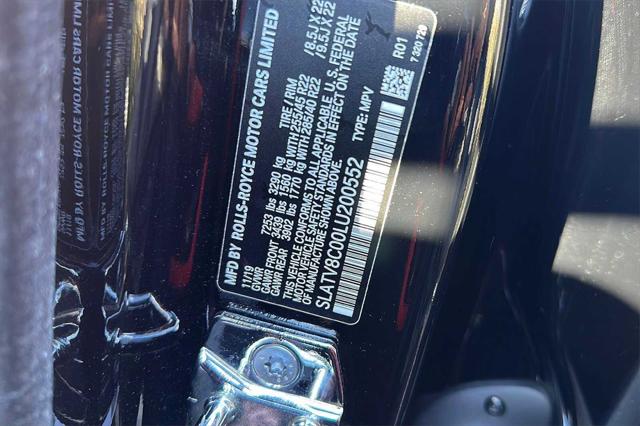 MFD BY ROLLS-ROYCE MOTOR CARS LIMITED
11/19
GVWR 7253 lbs 3290 kg TIRE / RIM
GAWR FRONT 3439 lbs 1560 kg WITH 255/45 R22 /8.5J X 22
GAWR REAR 3902 lbs 1770 kg WITH 285/40 R22 /9.5J X 22
THIS VEHICLE CONFORMS TO ALL APPLICABLE U. S. FEDERAL
MOTOR VEHICLE SAFETY STANDARDS IN EFFECT ON THE DATE
OF MANUFACTURE SHOWN ABOVE.
SLATV8C00LU200552 TYPE: MPV
R01
7 320 720